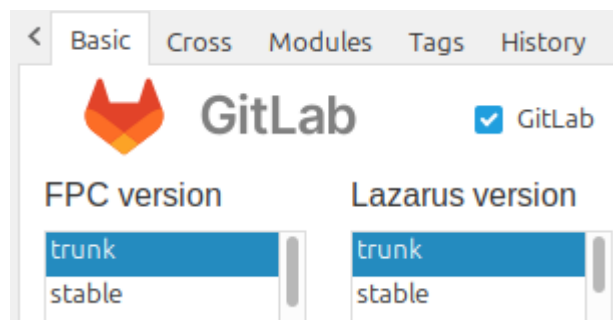 < Basic Cross Modules Tags History
GitLab GitLab
FPC version Lazarus version
trunk trunk
stable stable